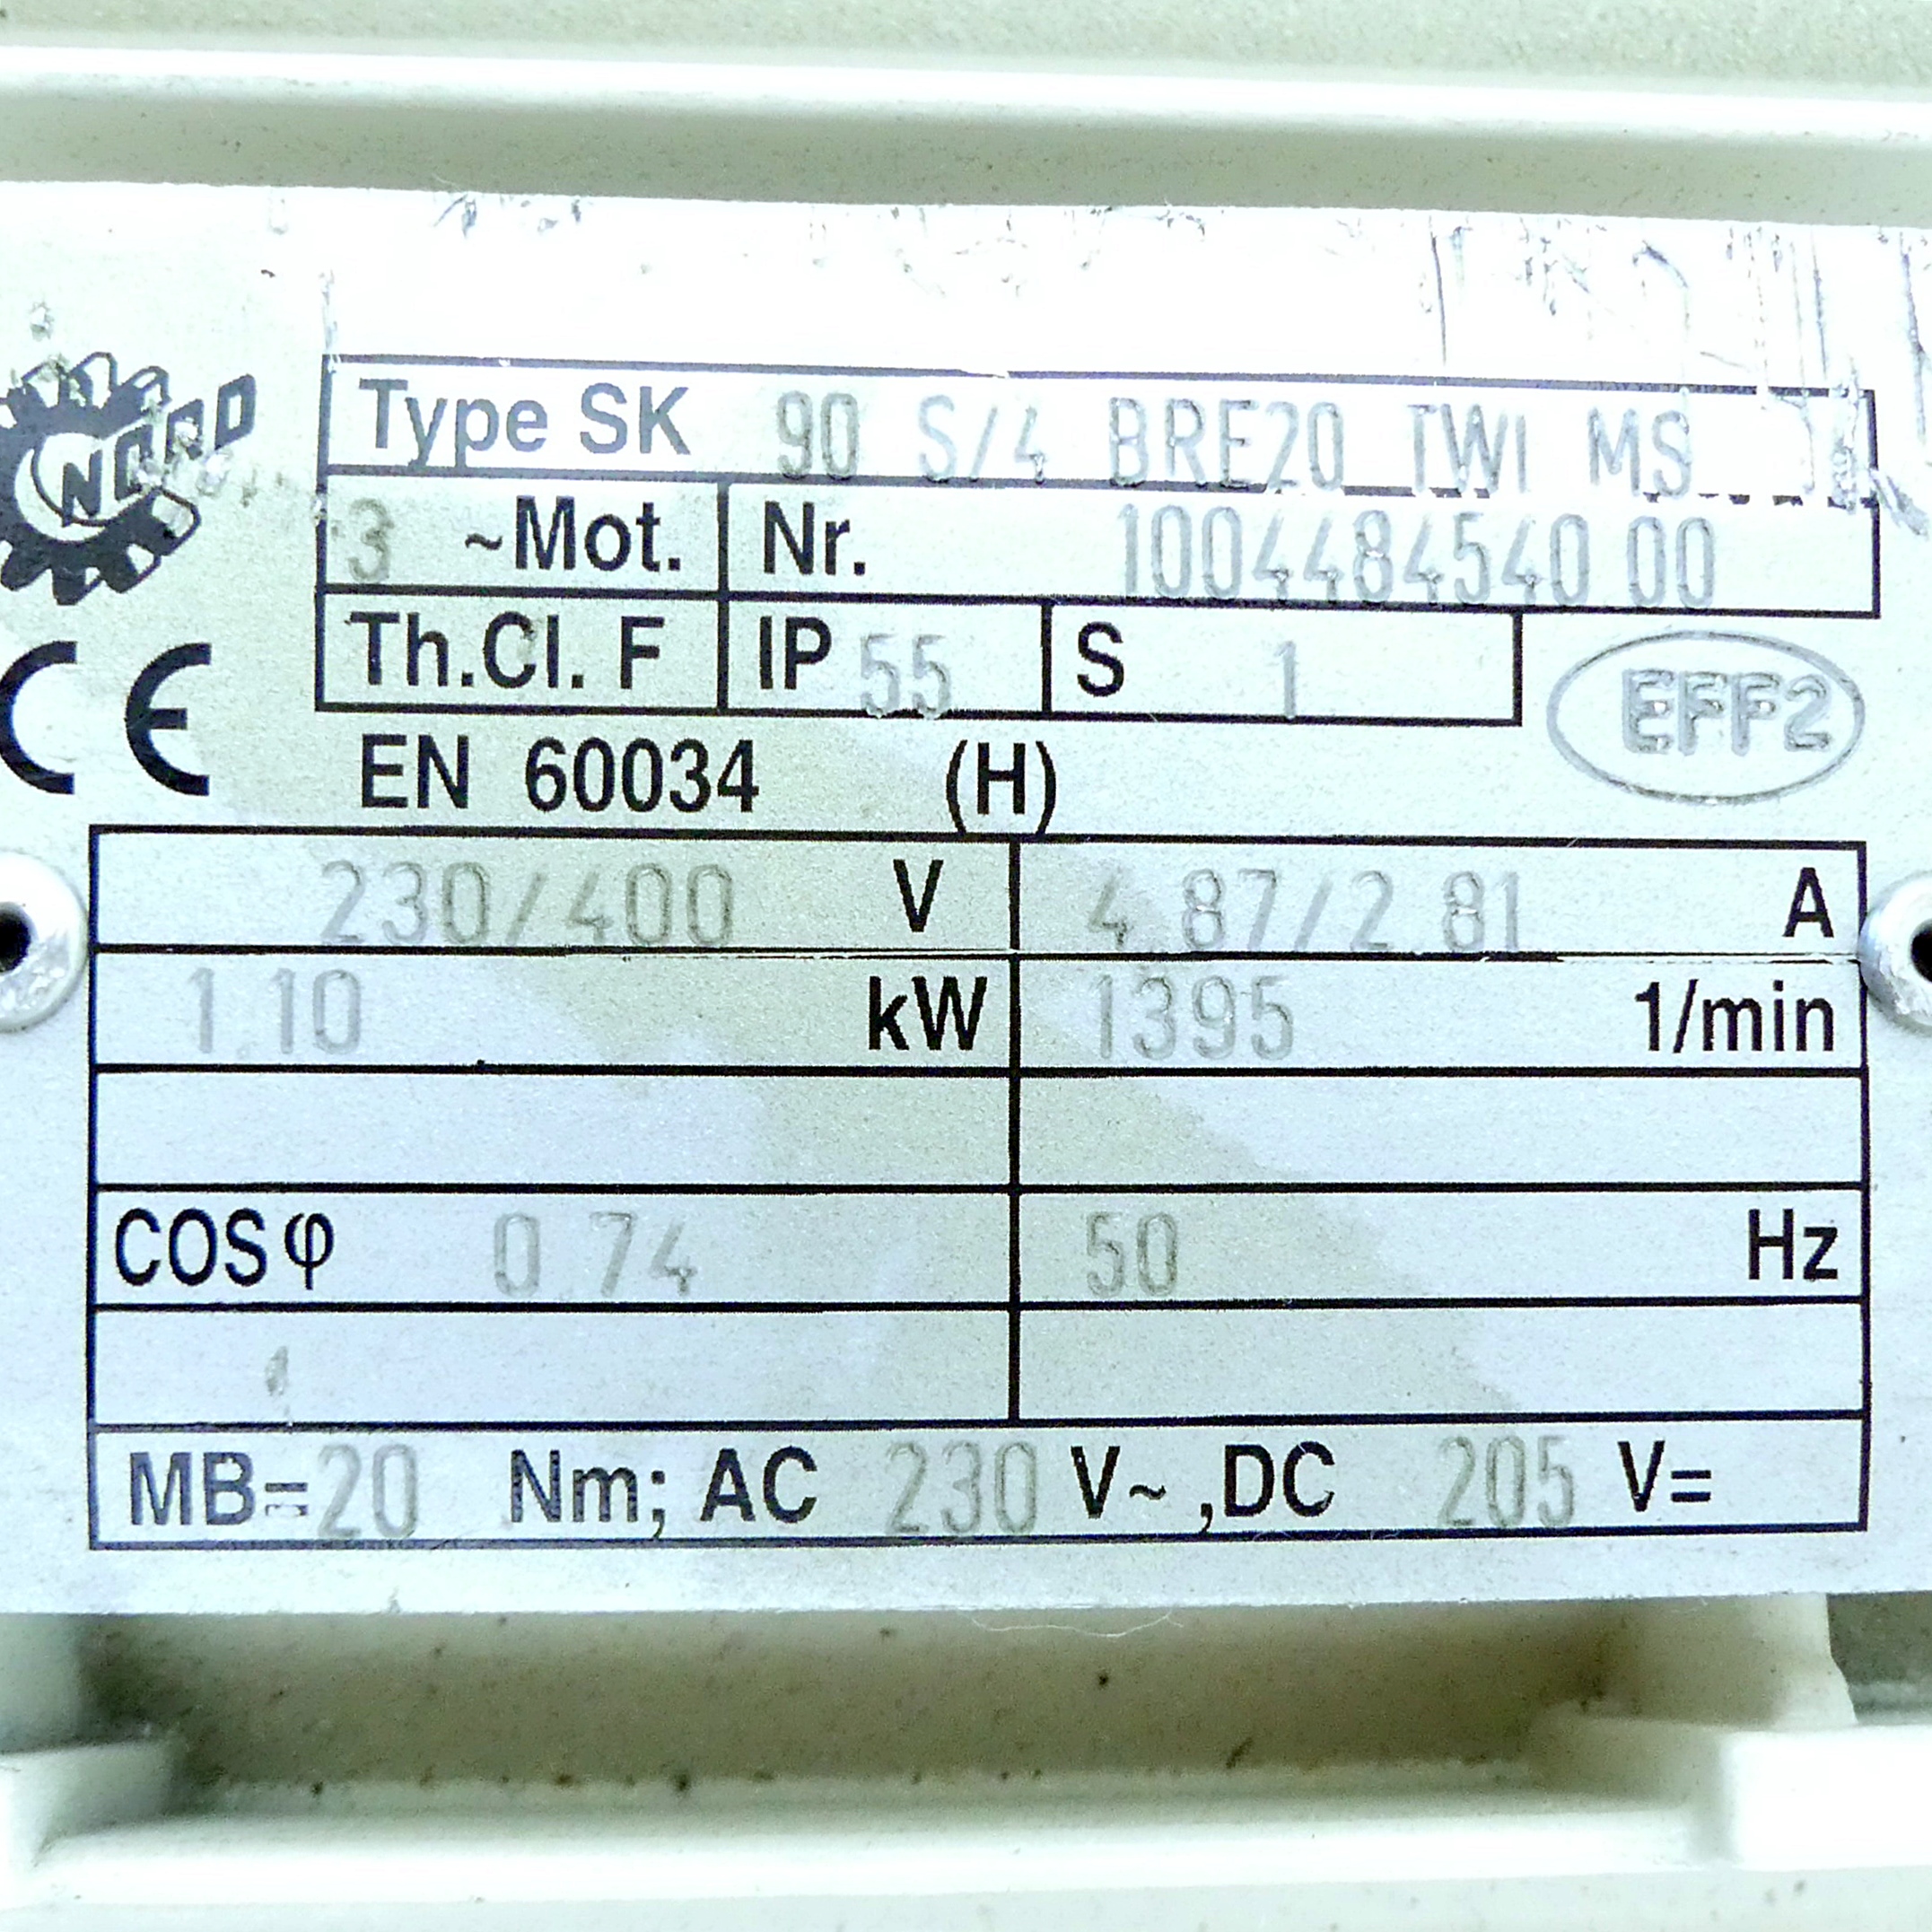 NORD
Type SK 90 S/4 BRE20 TWI MS
3 ~Mot. Nr. 1004484540 00
Th.Cl. F IP 55 S 1
CE EFF2
EN 60034 (H)
230/400 V 4.87/2.81 A
1.10 kW 1395 1/min
COS φ 0.74 50 Hz
MB=20 Nm; AC 230 V~ ,DC 205 V=